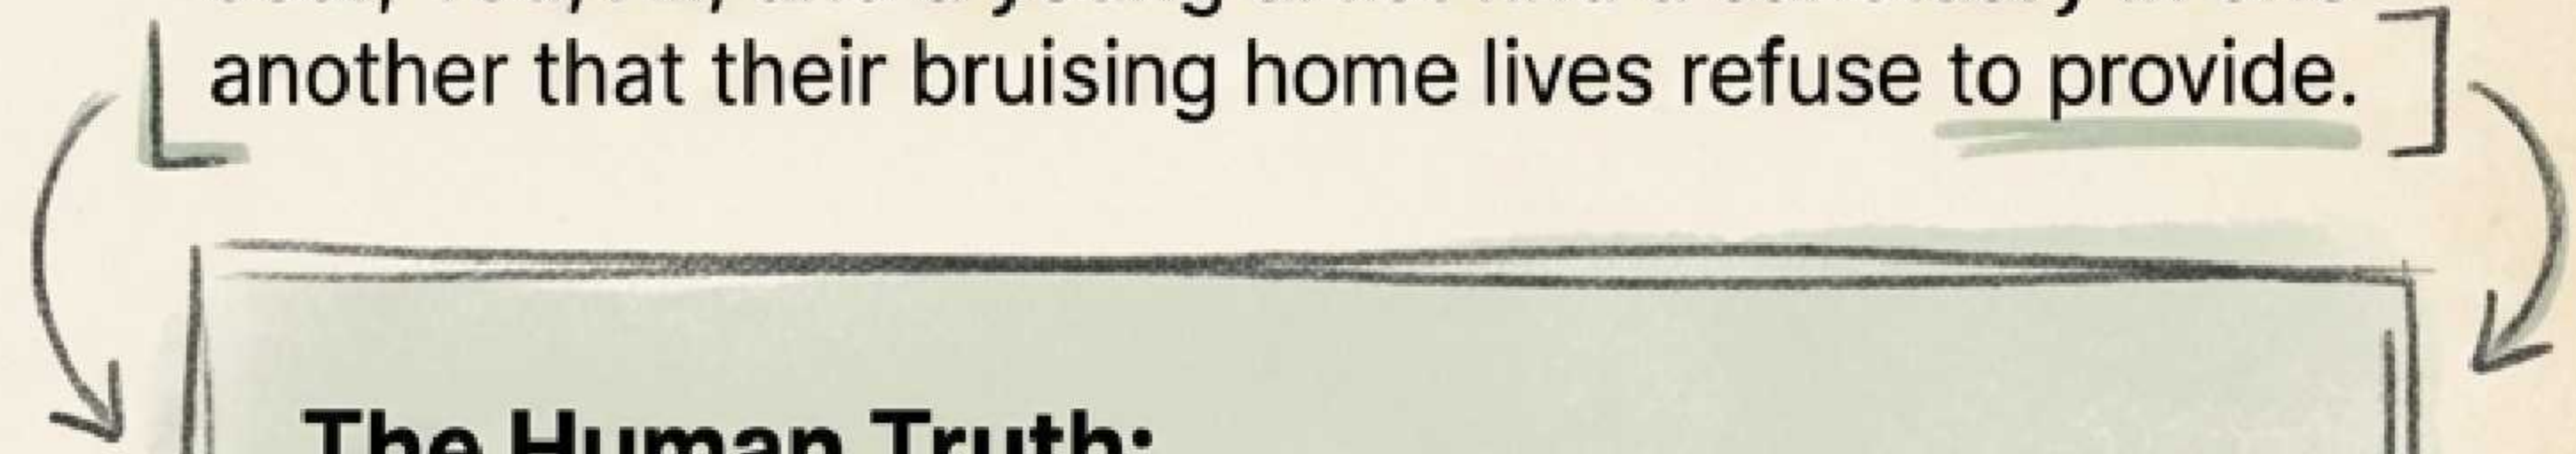 another that their bruising home lives refuse to provide.
The Human Truth: